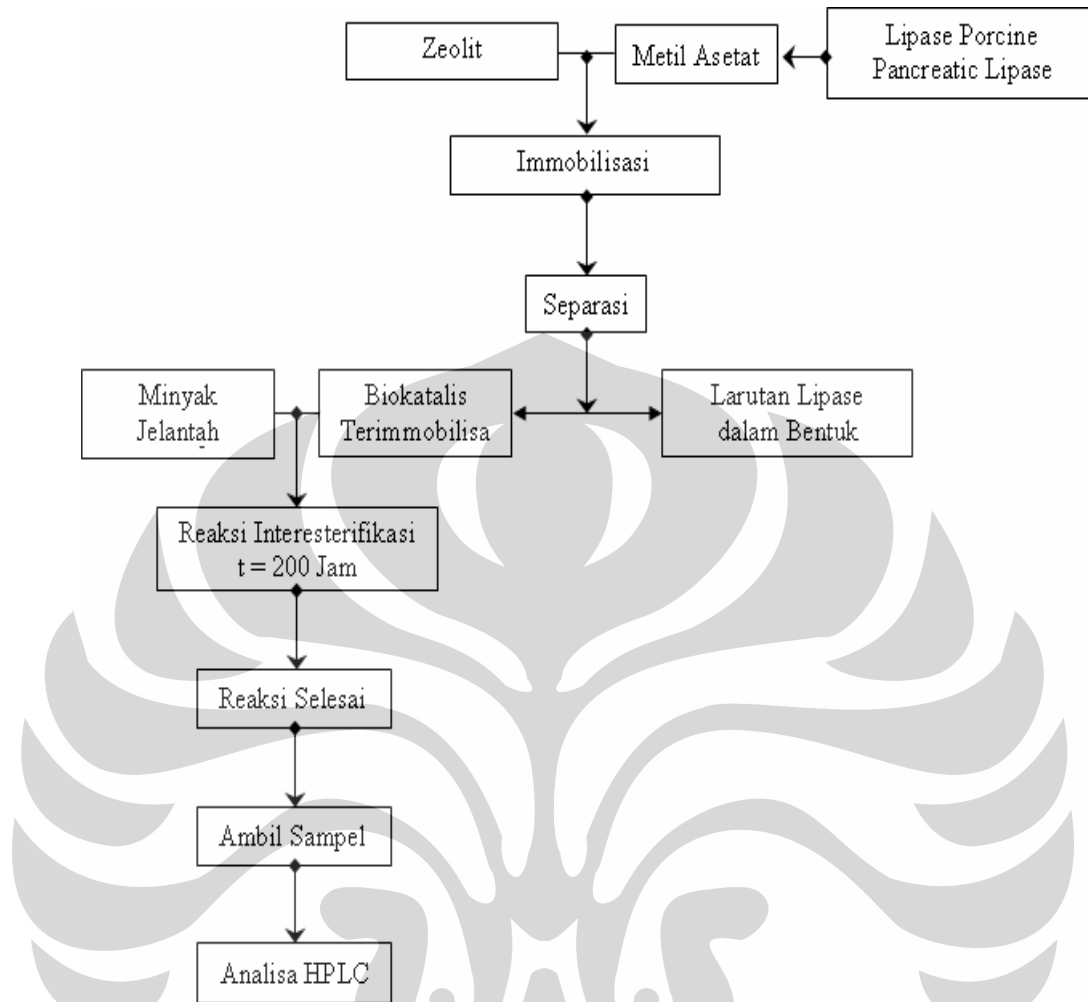 Zeolit
Metil Asetat
Lipase Porcine
Pancreatic Lipase
Immobilisasi
Separasi
Minyak
Jelantah
Biokatalis
Terimmobilisa
Larutan Lipase
dalam Bentuk
Reaksi Interesterifikasi
t = 200 Jam
Reaksi Selesai
Ambil Sampel
Analisa HPLC